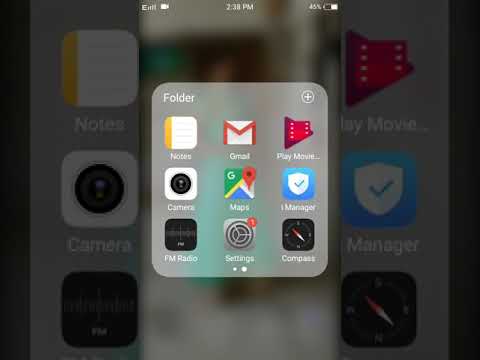 E
2:38 PM
45%
Folder
Notes
Gmail
Play Movie...
Camera
Maps
i Manager
1
FM Radio
Settings
Compass
Notes
Play Movie...
Camera
Manager
FM